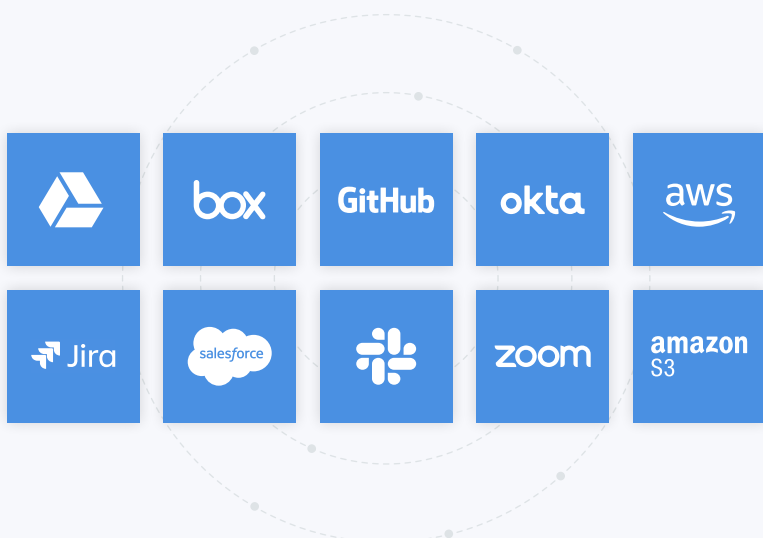 box
GitHub
okta
aws
Jira
salesforce
zoom
amazon
S3